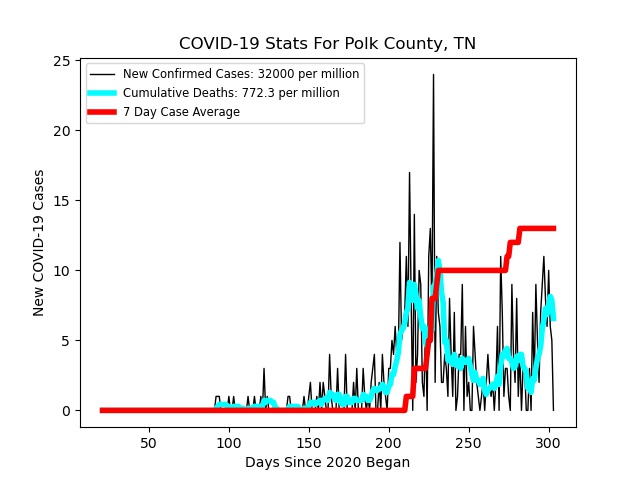 COVID-19 Stats For Polk County, TN
New Confirmed Cases: 32000 per million
Cumulative Deaths: 772.3 per million
7 Day Case Average
New COVID-19 Cases
25
20
15
10
5
0
50 100 150 200 250 300
Days Since 2020 Began